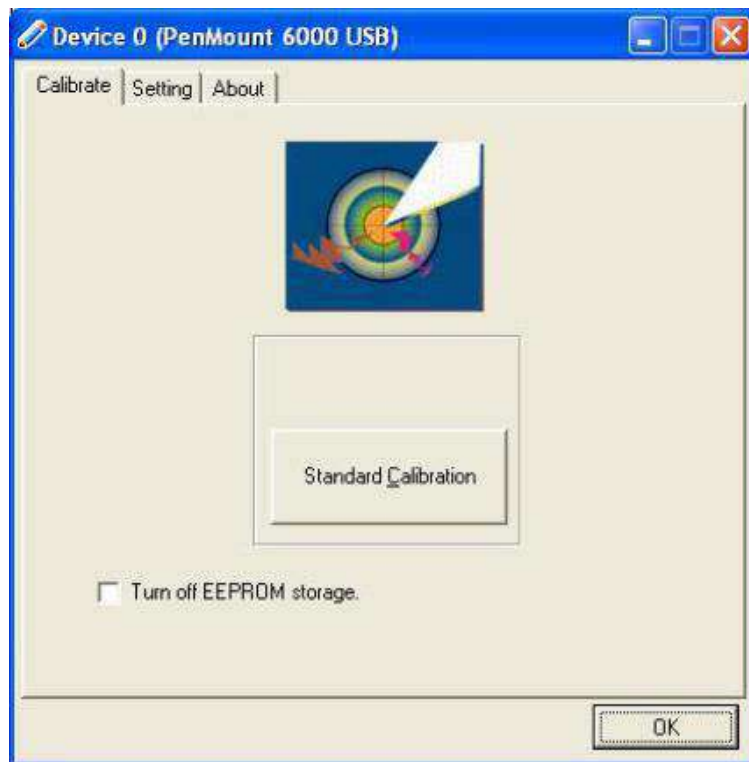 Device 0 (PenMount 6000 USB)
Calibrate Setting About
Standard Calibration
Turn off EEPROM storage.
OK